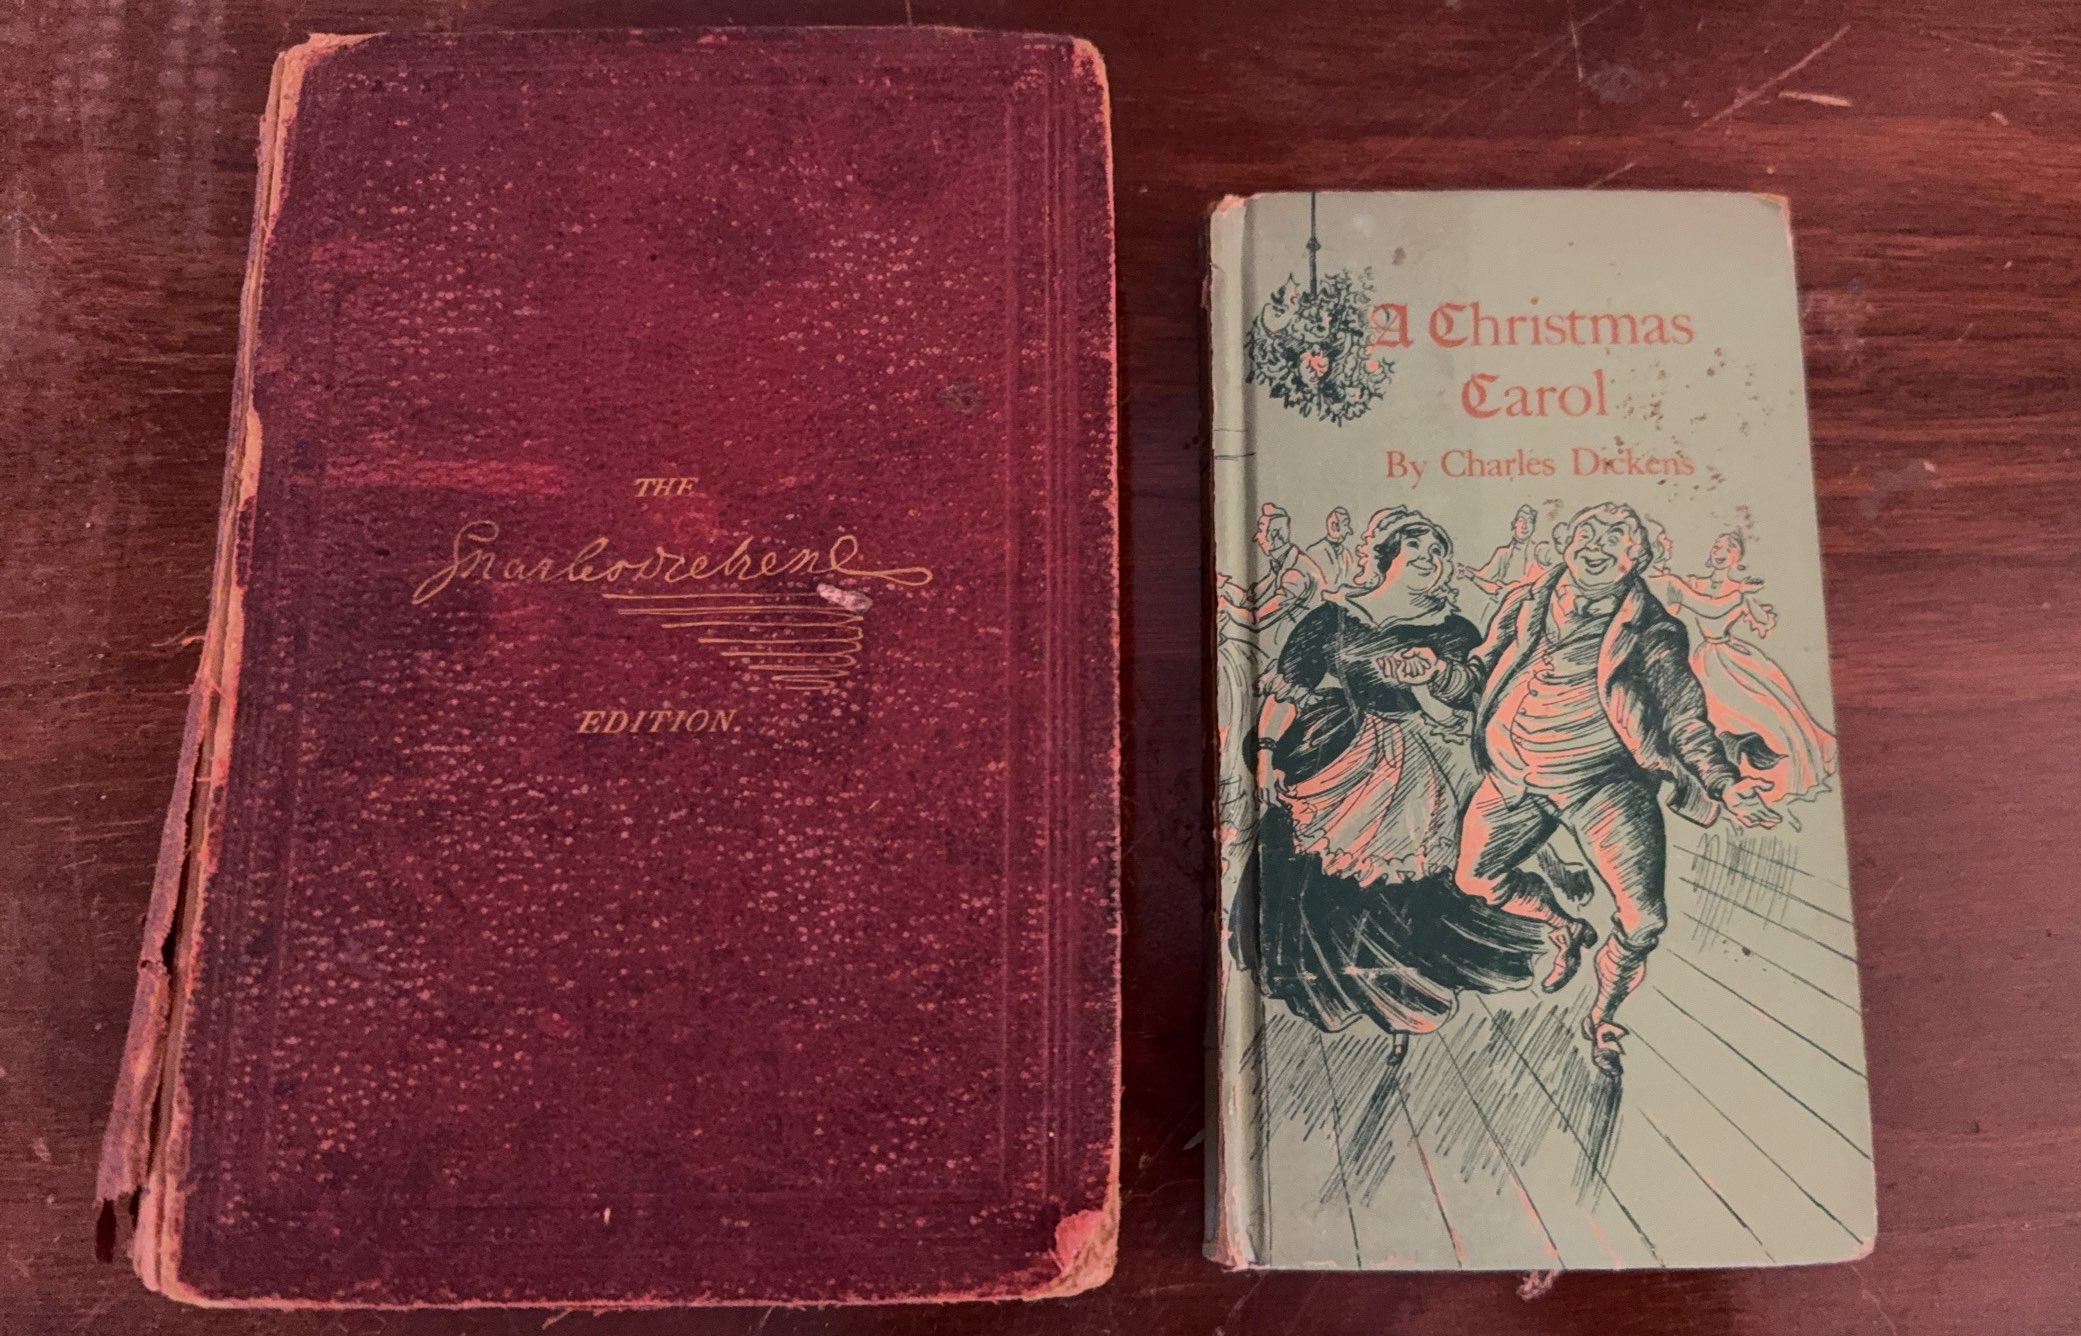 THE
Charles Dickens
EDITION.
A Christmas
Carol
By Charles Dickens